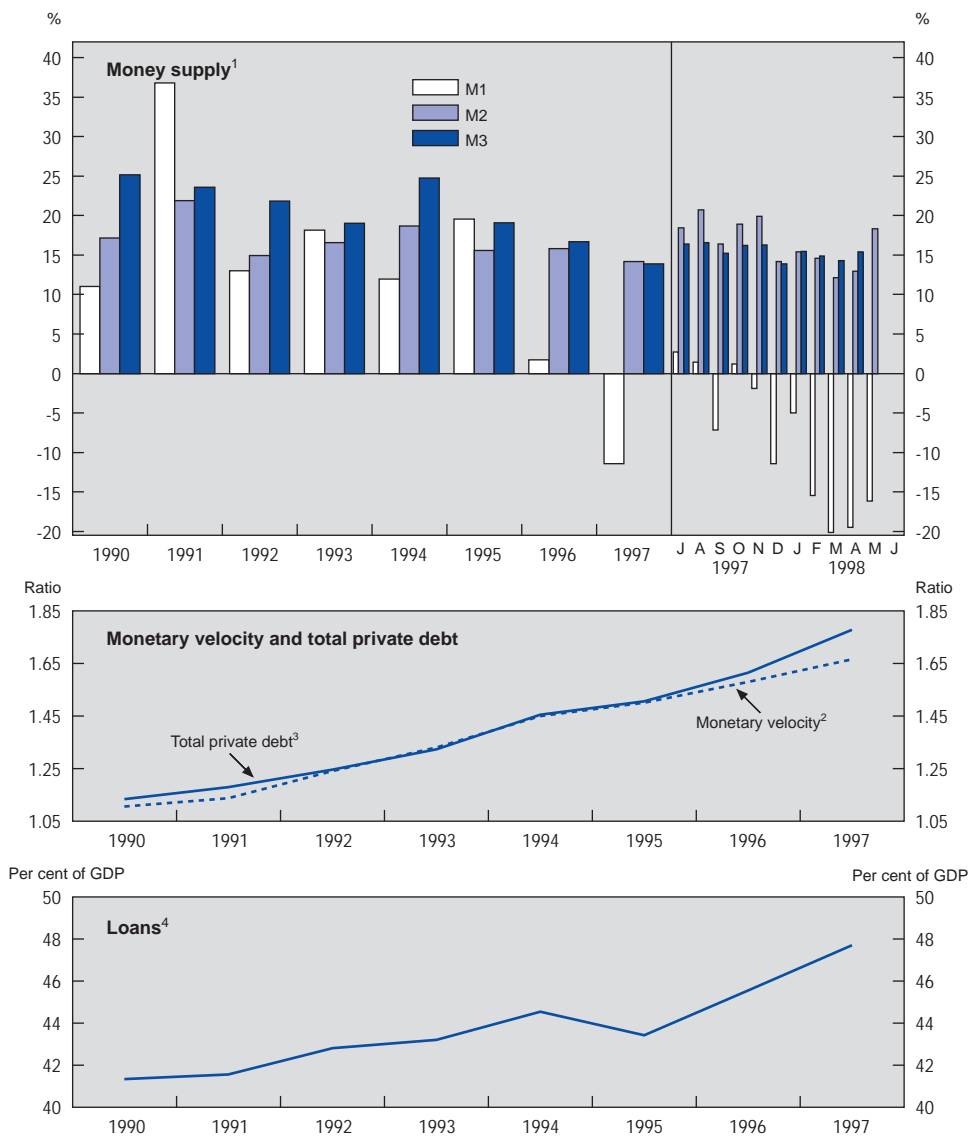 % %
Money supply1
M1
M2
M3
40 40
35 35
30 30
25 25
20 20
15 15
10 10
5 5
0 0
-5 -5
-10 -10
-15 -15
-20 -20
1990 1991 1992 1993 1994 1995 1996 1997 J A S O N D J F M A M J
1997 1998
Ratio Ratio
Monetary velocity and total private debt
1.85 1.85
1.65 1.65
1.45 1.45
Monetary velocity2
Total private debt3
1.25 1.25
1.05 1.05
1990 1991 1992 1993 1994 1995 1996 1997
Per cent of GDP Per cent of GDP
Loans4
50 50
48 48
46 46
44 44
42 42
40 40
1990 1991 1992 1993 1994 1995 1996 1997